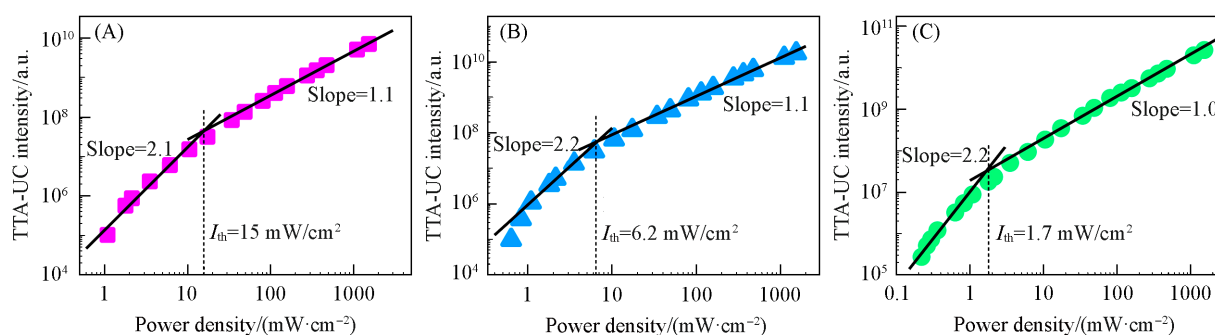 (A)
10¹⁰
10⁸
10⁶
10⁴
TTA-UC intensity/a.u.
Slope=1.1
Slope=2.1
Iₜₕ=15 mW/cm²
1 10 100 1000
Power density/(mW·cm⁻²)
(B)
10¹²
10¹⁰
10⁸
10⁶
10⁴
TTA-UC intensity/a.u.
Slope=1.1
Slope=2.2
Iₜₕ=6.2 mW/cm²
1 10 100 1000
Power density/(mW·cm⁻²)
(C)
10¹¹
10⁹
10⁷
10⁵
TTA-UC intensity/a.u.
Slope=1.0
Slope=2.2
Iₜₕ=1.7 mW/cm²
0.1 1 10 100 1000
Power density/(mW·cm⁻²)